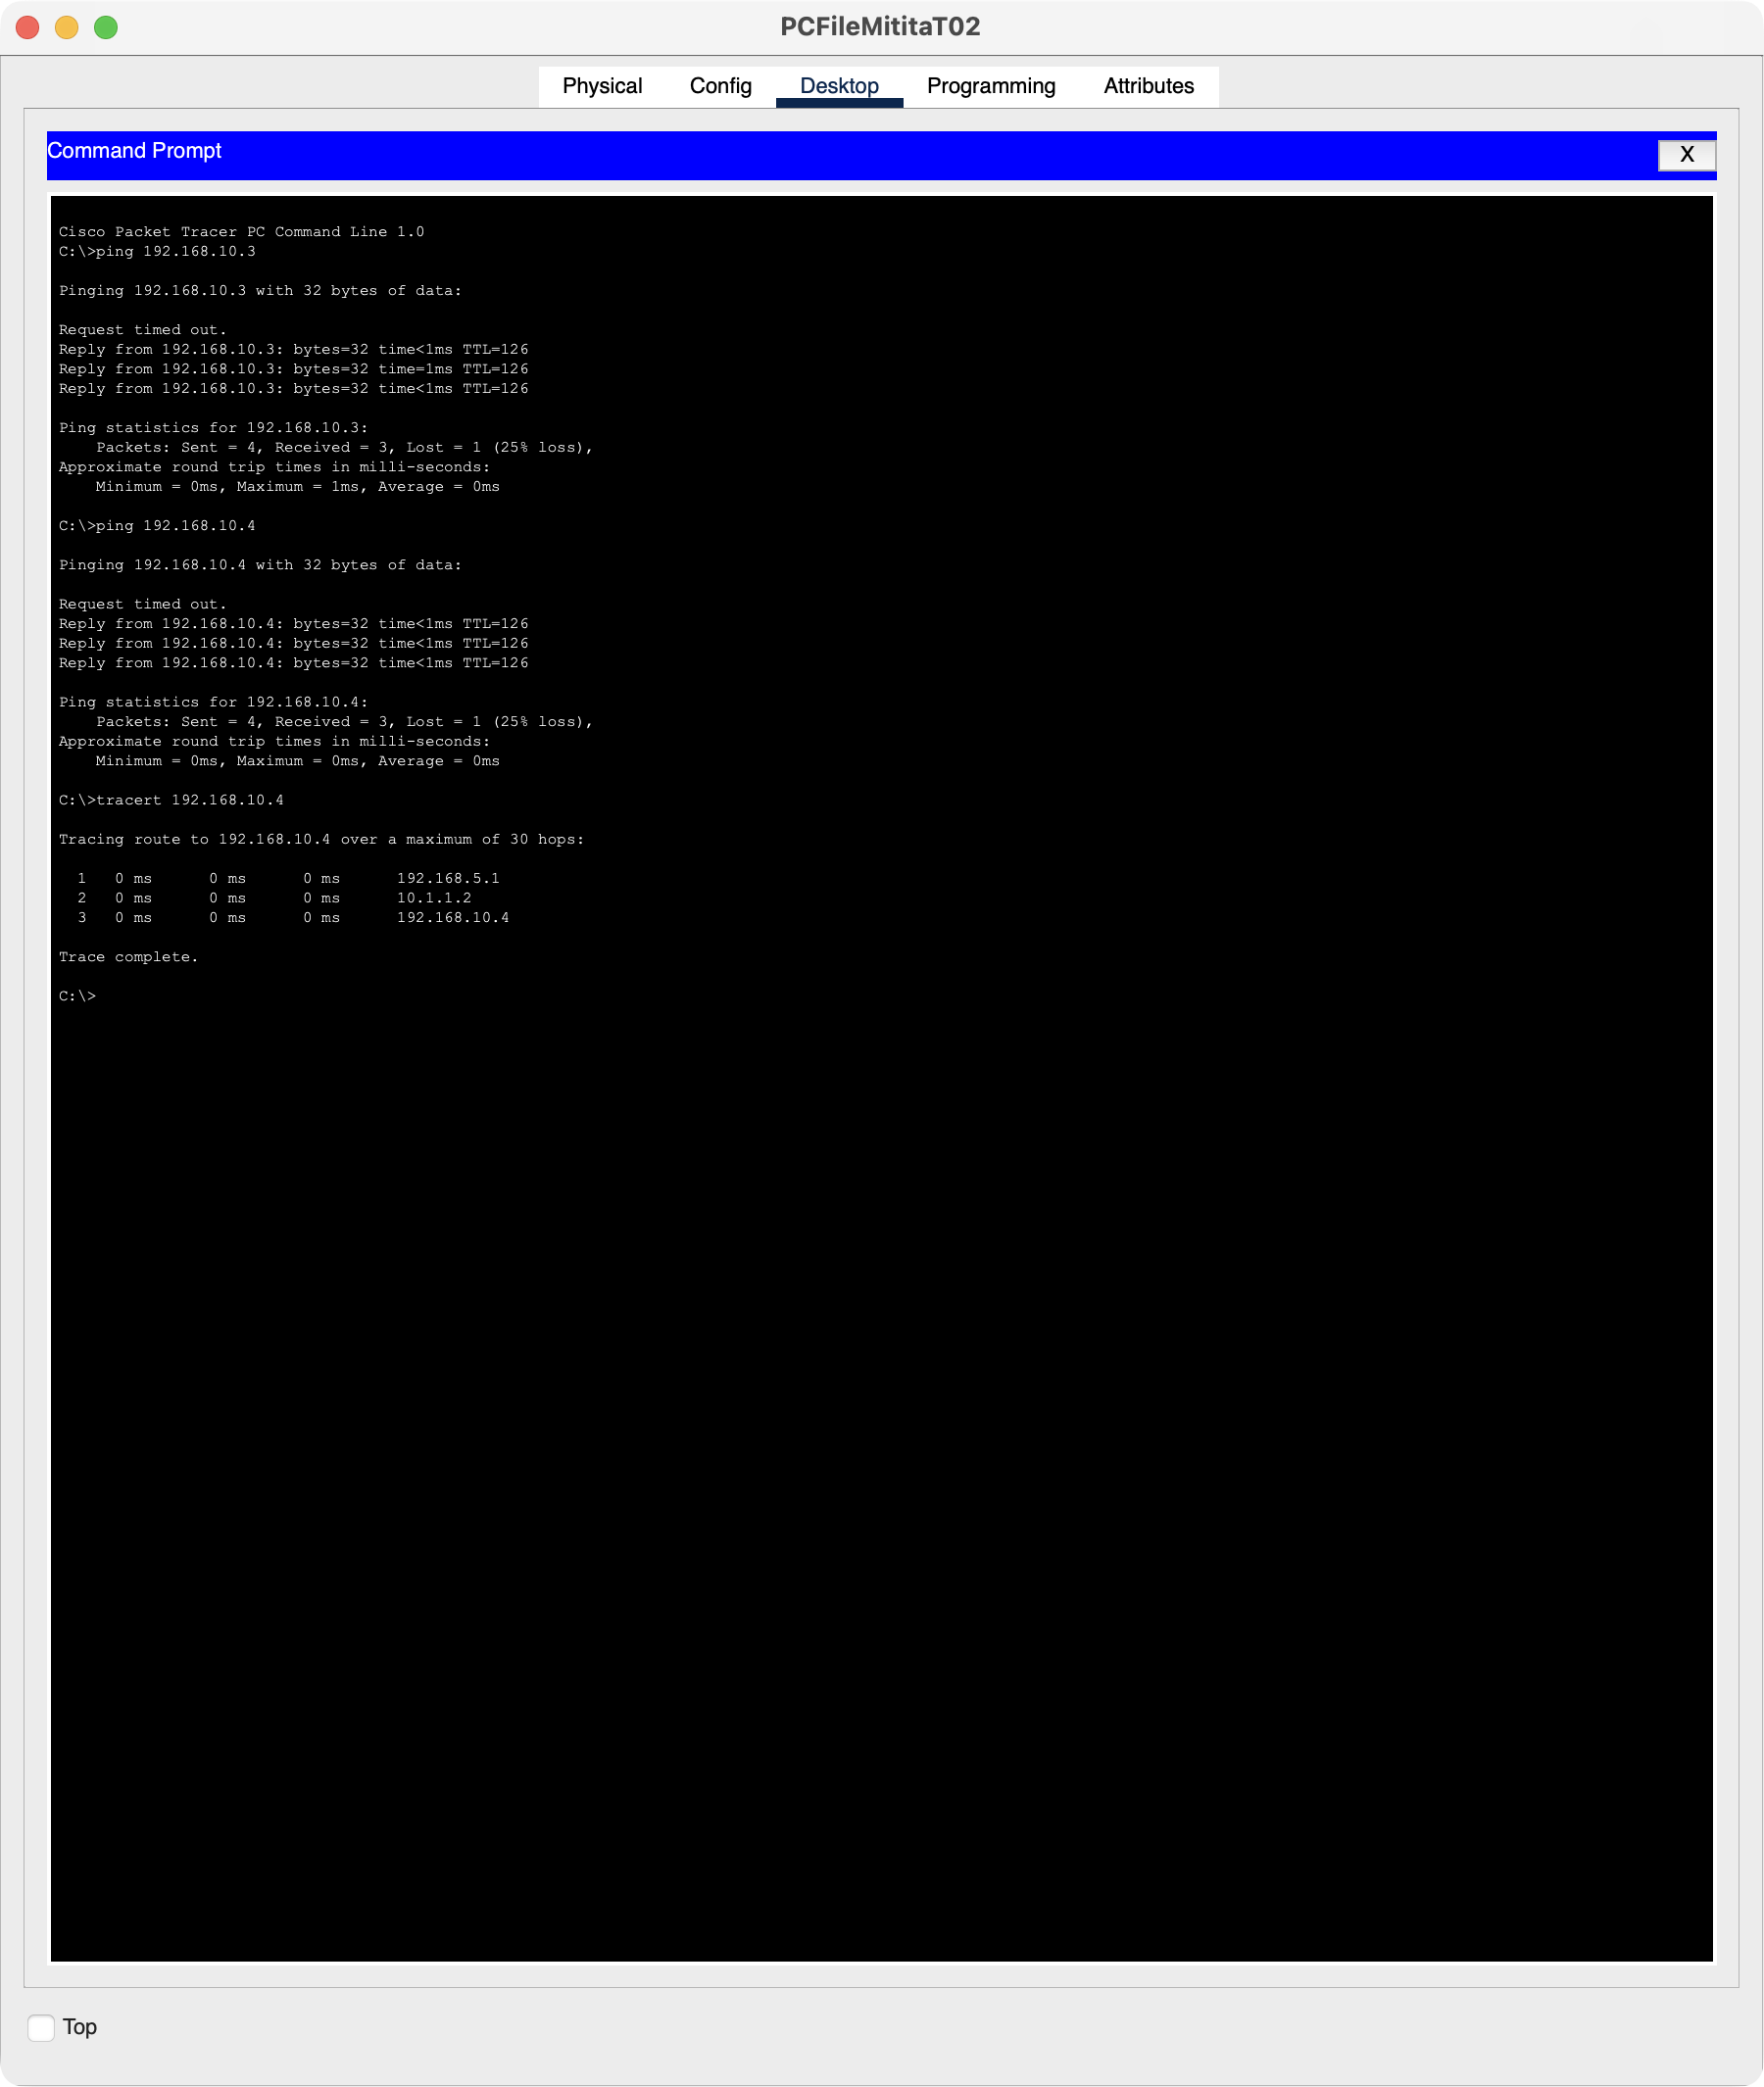 PCFileMititaT02
Physical Config Desktop Programming Attributes
Command Prompt
X
Cisco Packet Tracer PC Command Line 1.0
C:\>ping 192.168.10.3
Pinging 192.168.10.3 with 32 bytes of data:
Request timed out.
Reply from 192.168.10.3: bytes=32 time<1ms TTL=126
Reply from 192.168.10.3: bytes=32 time=1ms TTL=126
Reply from 192.168.10.3: bytes=32 time<1ms TTL=126
Ping statistics for 192.168.10.3:
Packets: Sent = 4, Received = 3, Lost = 1 (25% loss),
Approximate round trip times in milli-seconds:
Minimum = 0ms, Maximum = 1ms, Average = 0ms
C:\>ping 192.168.10.4
Pinging 192.168.10.4 with 32 bytes of data:
Request timed out.
Reply from 192.168.10.4: bytes=32 time<1ms TTL=126
Reply from 192.168.10.4: bytes=32 time<1ms TTL=126
Reply from 192.168.10.4: bytes=32 time<1ms TTL=126
Ping statistics for 192.168.10.4:
Packets: Sent = 4, Received = 3, Lost = 1 (25% loss),
Approximate round trip times in milli-seconds:
Minimum = 0ms, Maximum = 0ms, Average = 0ms
C:\>tracert 192.168.10.4
Tracing route to 192.168.10.4 over a maximum of 30 hops:
1 0 ms 0 ms 0 ms 192.168.5.1
2 0 ms 0 ms 0 ms 10.1.1.2
3 0 ms 0 ms 0 ms 192.168.10.4
Trace complete.
C:\>
Top